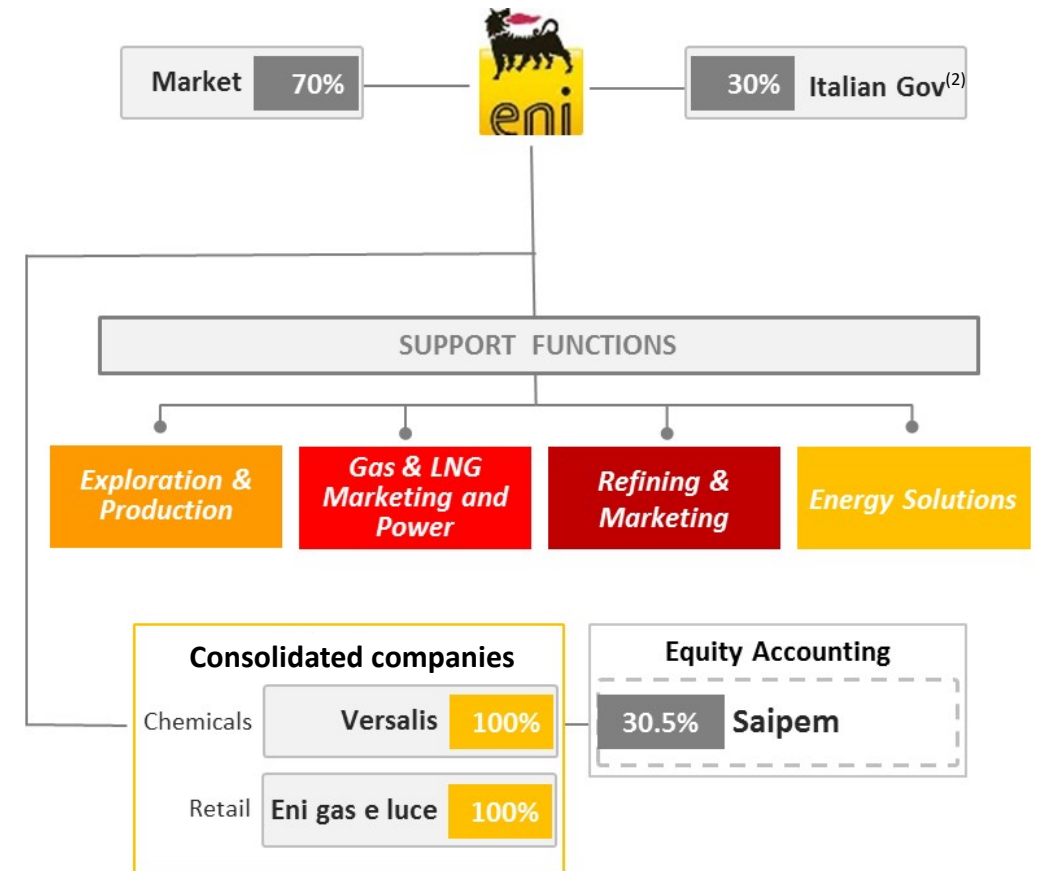 Market 70%
eni
30% Italian Gov(2)
SUPPORT FUNCTIONS
Exploration &
Production
Gas & LNG
Marketing and
Power
Refining &
Marketing
Energy Solutions
Consolidated companies
Chemicals Versalis 100%
Retail Eni gas e luce 100%
Equity Accounting
30.5% Saipem